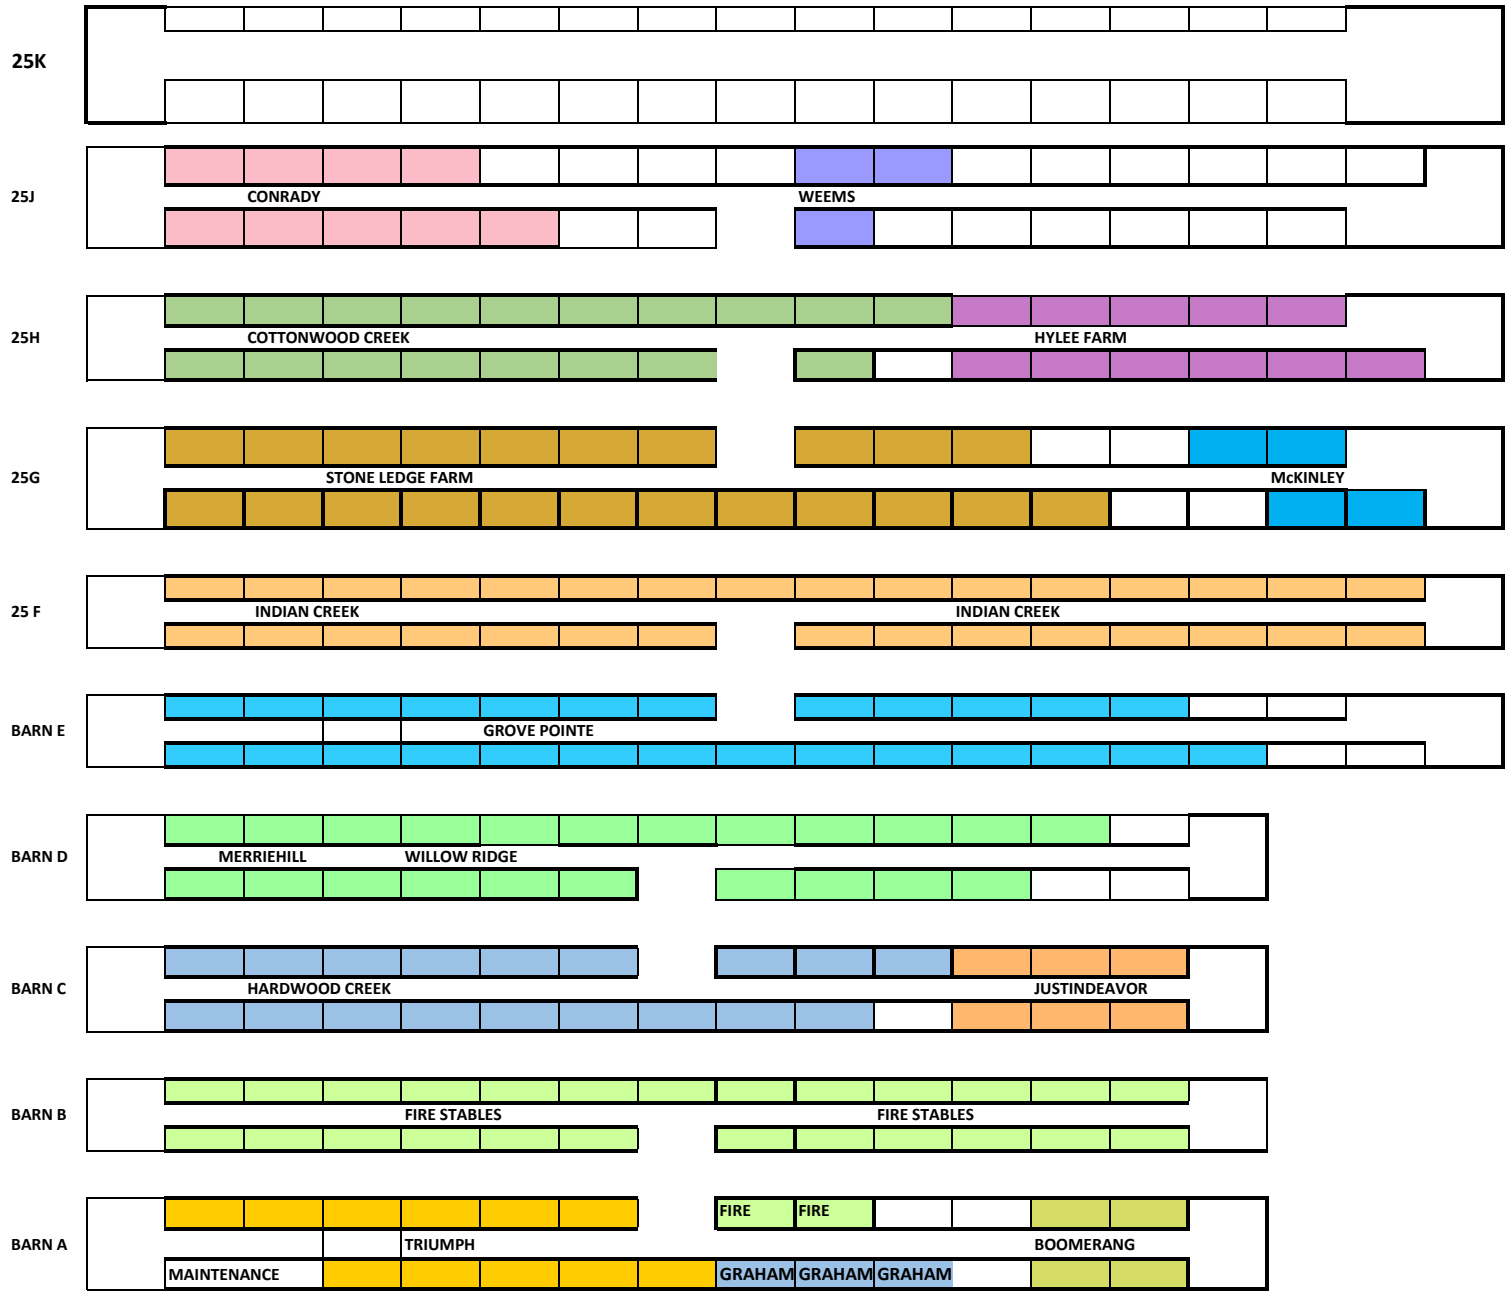 25K
25J
CONRADY WEEMS
25H
COTTONWOOD CREEK HYLEE FARM
25G
STONE LEDGE FARM McKINLEY
25 F
INDIAN CREEK INDIAN CREEK
BARN E
GROVE POINTE
BARN D
MERRIEHILL WILLOW RIDGE
BARN C
HARDWOOD CREEK JUSTINDEAVOR
BARN B
FIRE STABLES FIRE STABLES
FIRE FIRE
BARN A
TRIUMPH BOOMERANG
MAINTENANCE GRAHAM GRAHAM GRAHAM